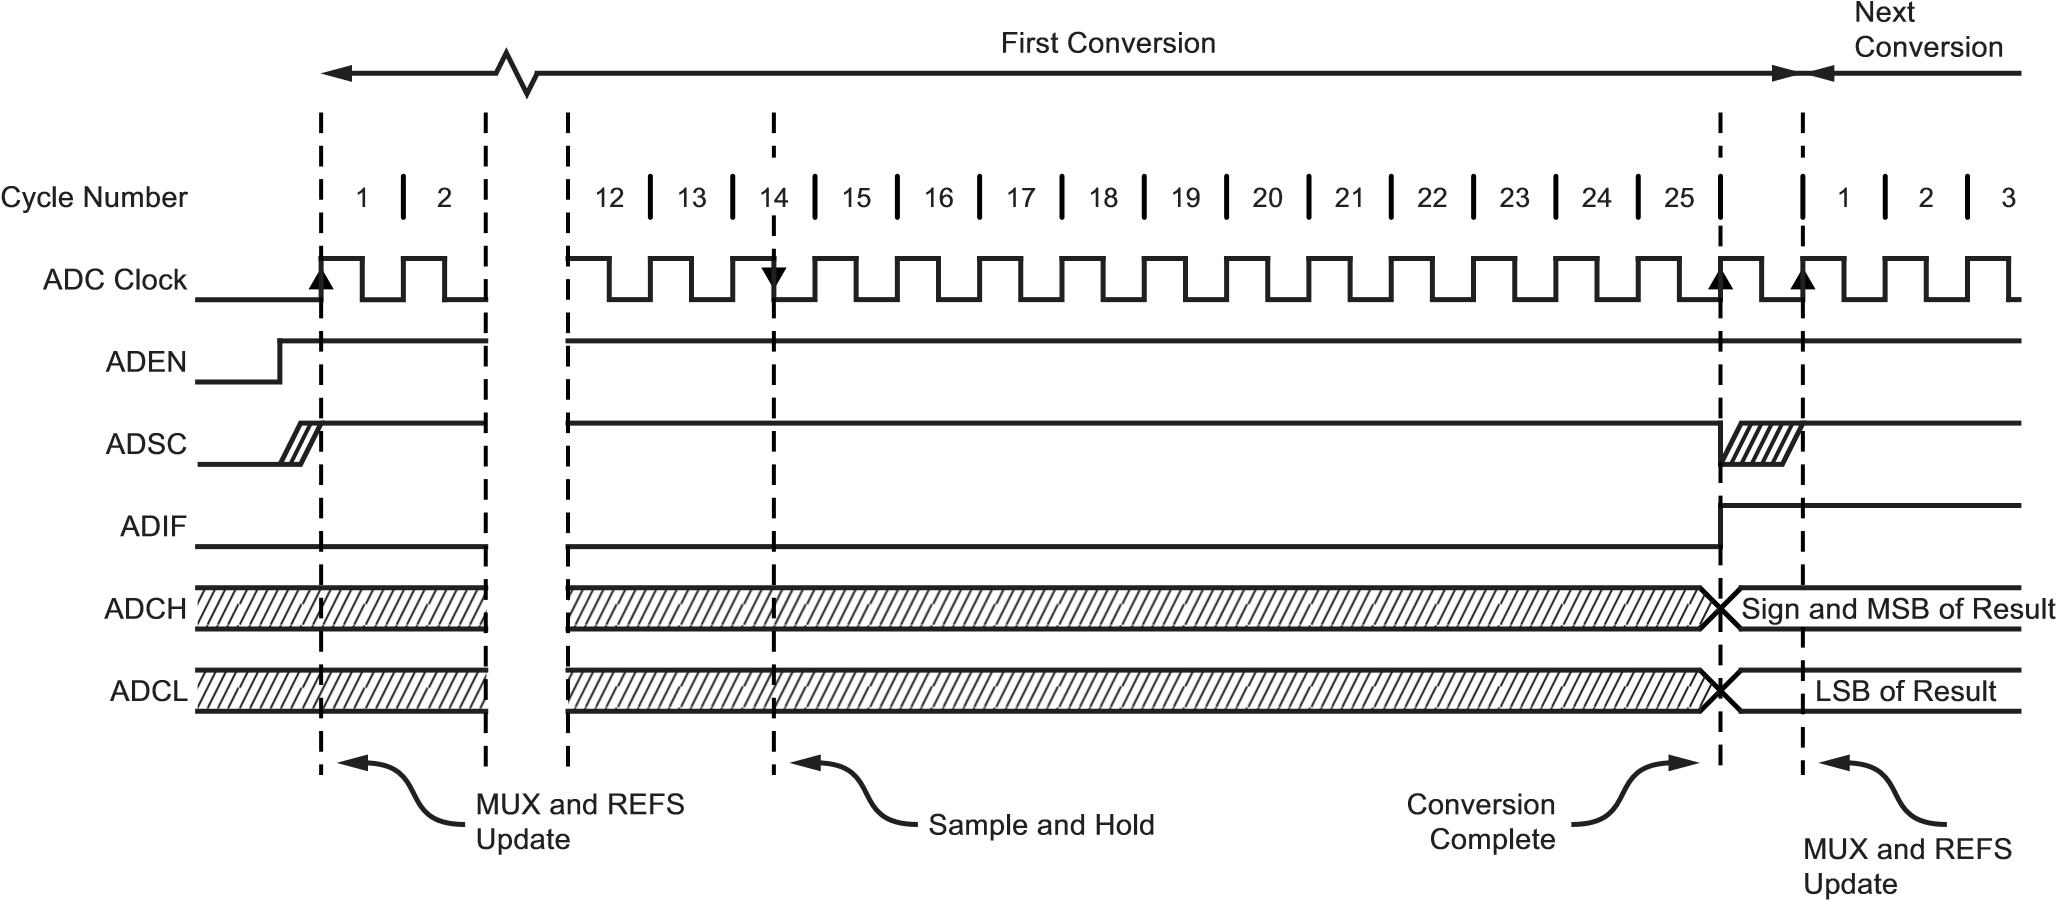 First Conversion
Next
Conversion
Cycle Number 1 2 12 13 14 15 16 17 18 19 20 21 22 23 24 25 1 2 3
ADC Clock
ADEN
ADSC
ADIF
ADCH Sign and MSB of Result
ADCL LSB of Result
MUX and REFS
Update
Sample and Hold
Conversion
Complete
MUX and REFS
Update